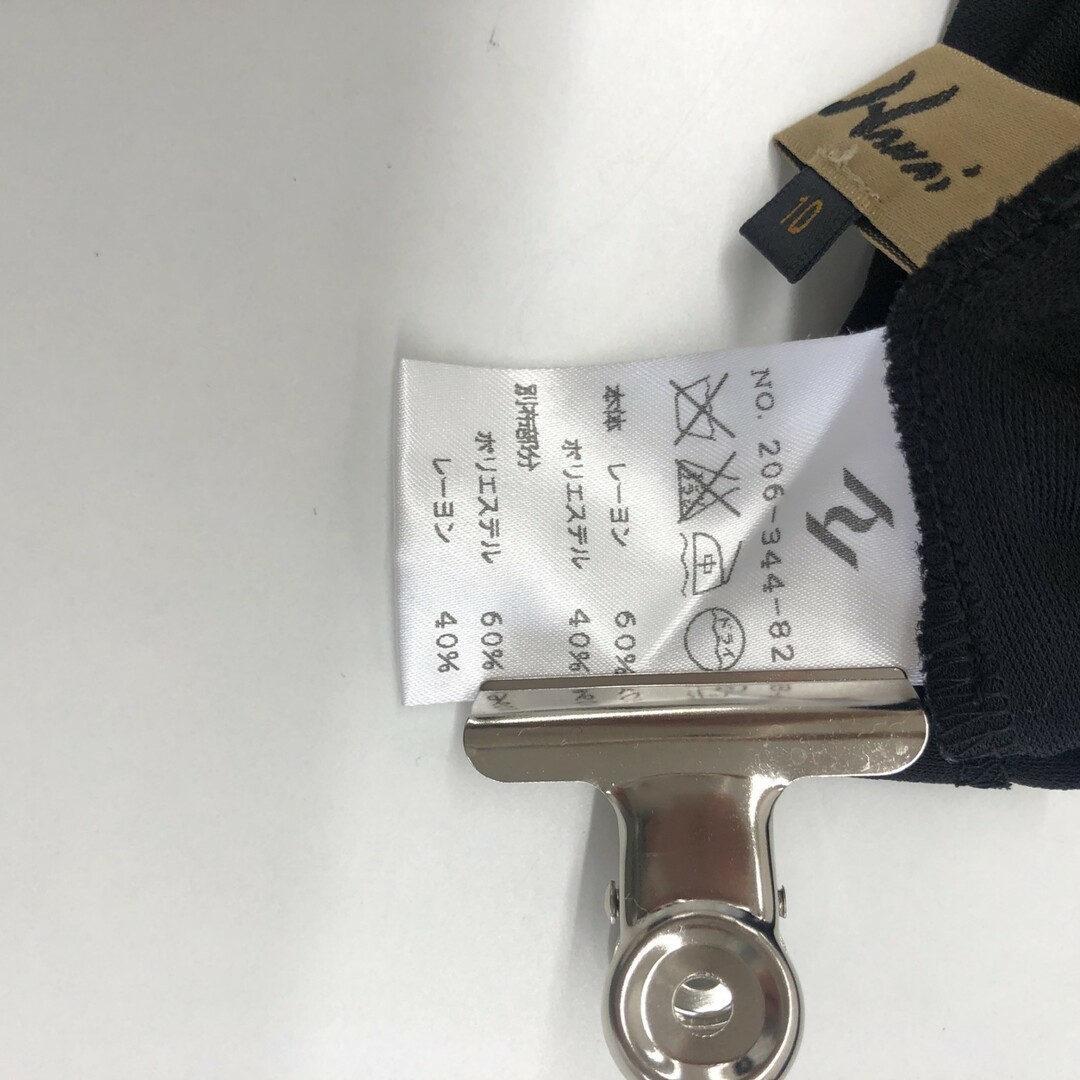 Hanai
10
NO. 206-344-82
中
ドライ
本体 レーヨン 60%
ポリエステル 40%
別布部分
ポリエステル 60%
レーヨン 40%